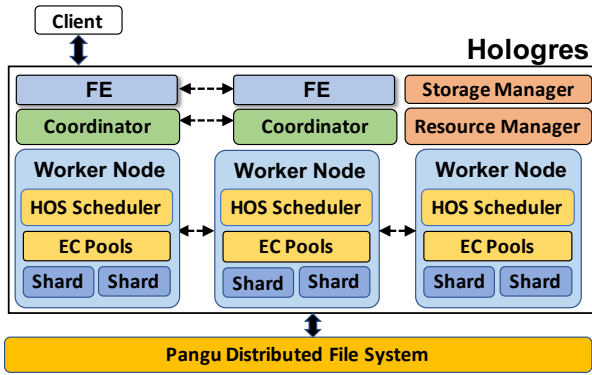 Client
Hologres
FE
FE
Storage Manager
Coordinator
Coordinator
Resource Manager
Worker Node
Worker Node
Worker Node
HOS Scheduler
HOS Scheduler
HOS Scheduler
EC Pools
EC Pools
EC Pools
Shard
Shard
Shard
Shard
Shard
Shard
Pangu Distributed File System